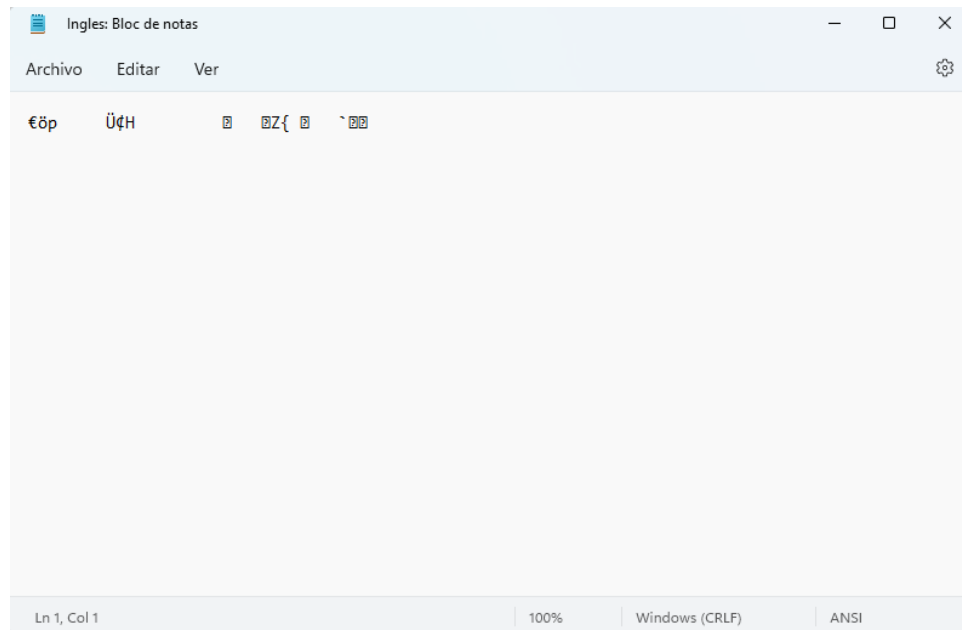 Ingles: Bloc de notas
Archivo Editar Ver
€öp Ü¢H Z{ `
Ln 1, Col 1 100% Windows (CRLF) ANSI